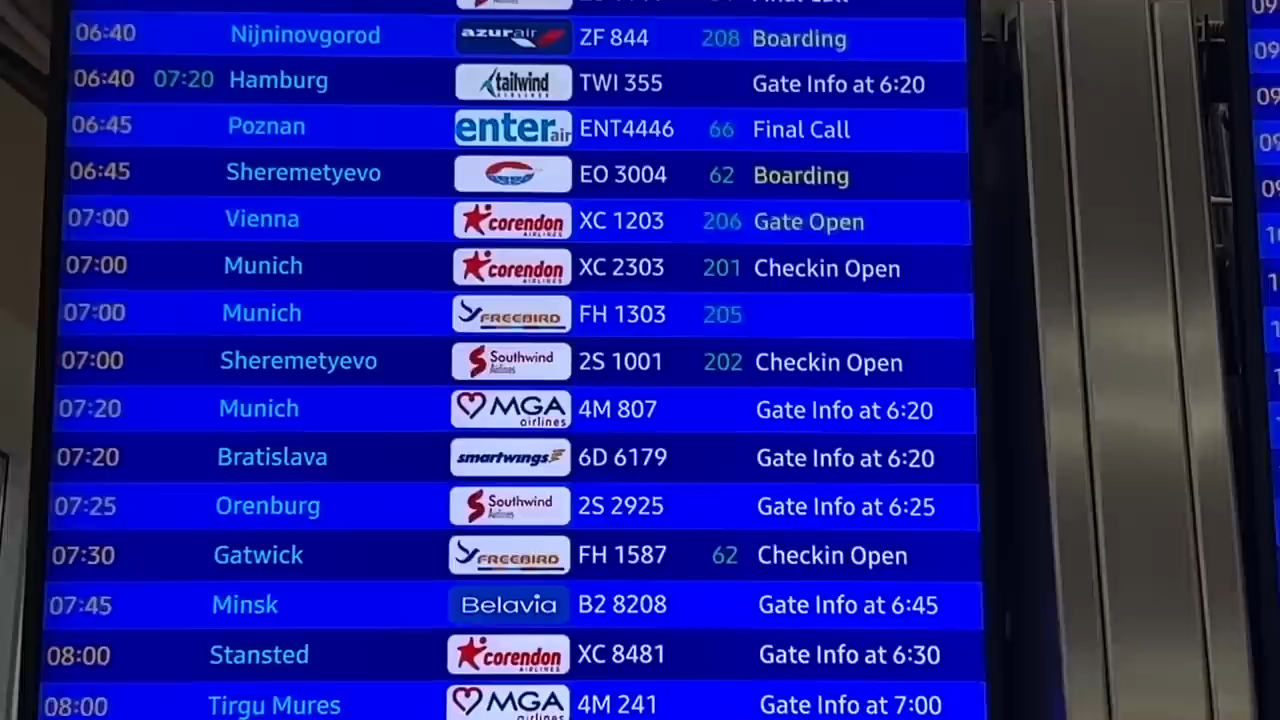 Final Call
06:40 Nijninovgorod azurair ZF 844 208 Boarding
06:40 07:20 Hamburg tailwind AIRLINES TWI 355 Gate Info at 6:20
06:45 Poznan enter air ENT4446 66 Final Call
06:45 Sheremetyevo EO 3004 62 Boarding
07:00 Vienna corendon AIRLINES XC 1203 206 Gate Open
07:00 Munich corendon AIRLINES XC 2303 201 Checkin Open
07:00 Munich FREEBIRD FH 1303 205
07:00 Sheremetyevo Southwind Airlines 2S 1001 202 Checkin Open
07:20 Munich MGA airlines 4M 807 Gate Info at 6:20
07:20 Bratislava smartwings 6D 6179 Gate Info at 6:20
07:25 Orenburg Southwind Airlines 2S 2925 Gate Info at 6:25
07:30 Gatwick FREEBIRD FH 1587 62 Checkin Open
07:45 Minsk Belavia B2 8208 Gate Info at 6:45
08:00 Stansted corendon AIRLINES XC 8481 Gate Info at 6:30
08:00 Tirgu Mures MGA airlines 4M 241 Gate Info at 7:00